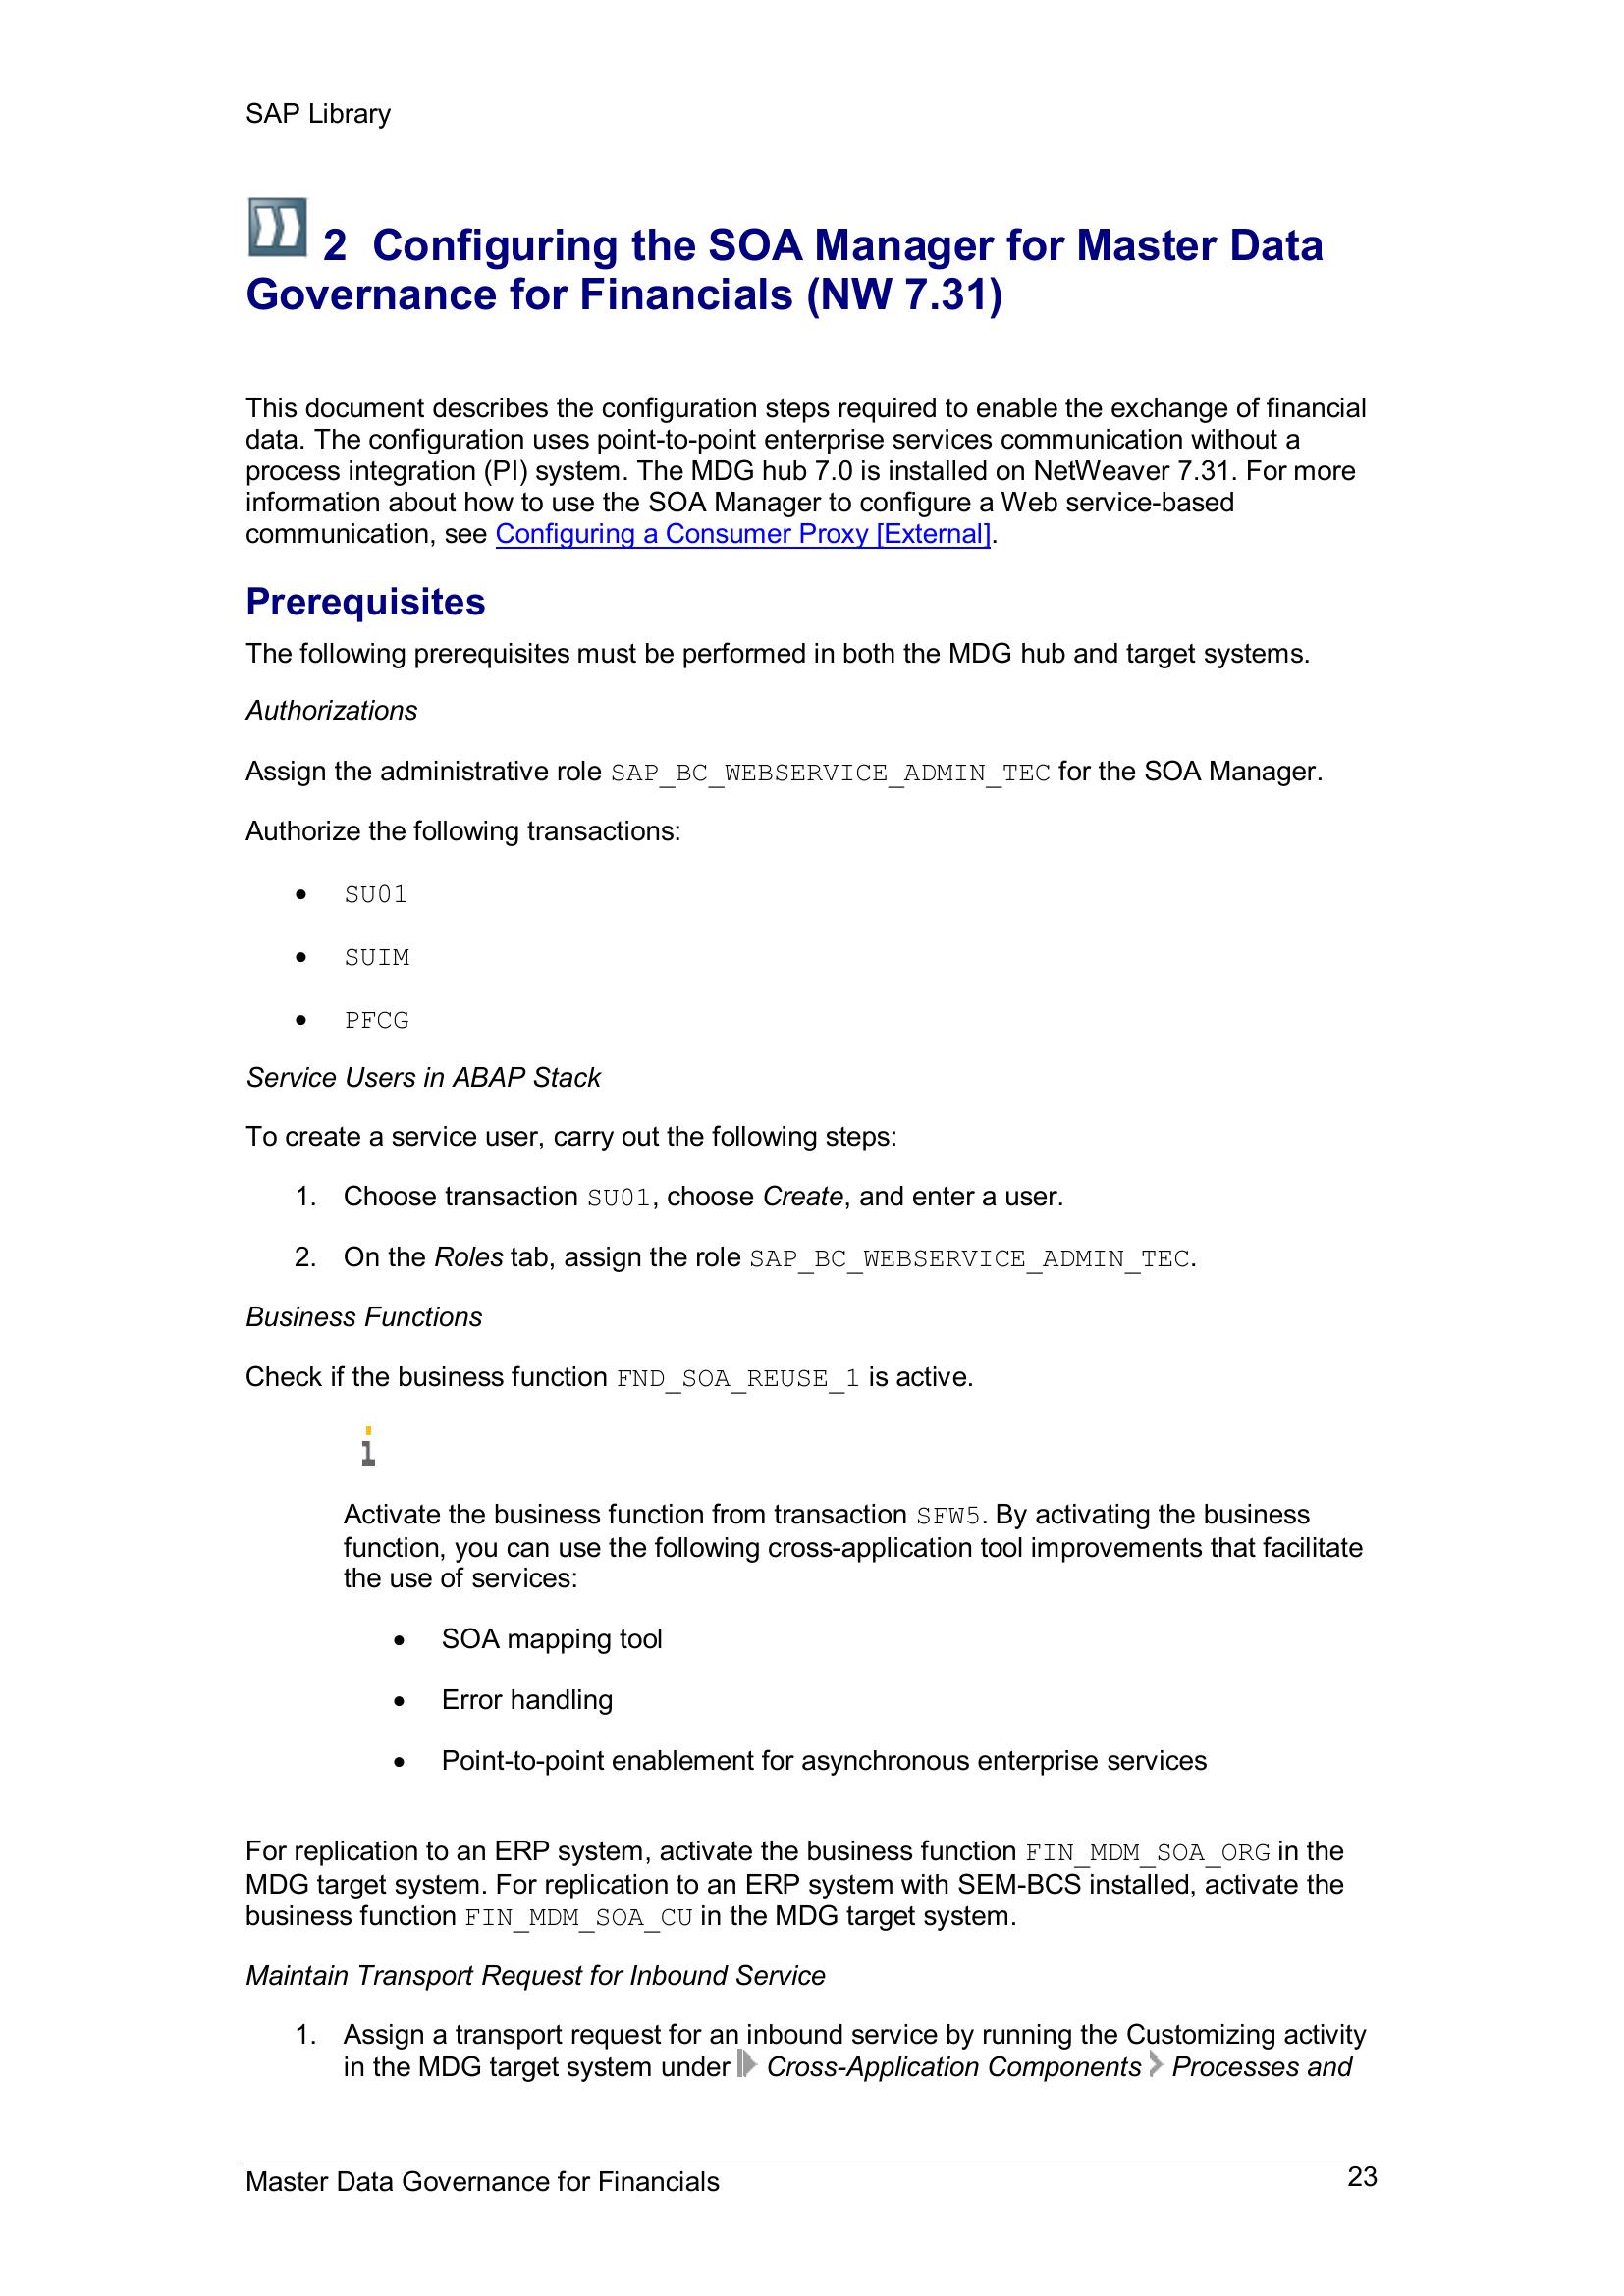 SAP Library
2 Configuring the SOA Manager for Master Data
Governance for Financials (NW 7.31)
This document describes the configuration steps required to enable the exchange of financial
data. The configuration uses point-to-point enterprise services communication without a
process integration (PI) system. The MDG hub 7.0 is installed on NetWeaver 7.31. For more
information about how to use the SOA Manager to configure a Web service-based
communication, see Configuring a Consumer Proxy [External].
Prerequisites
The following prerequisites must be performed in both the MDG hub and target systems.
Authorizations
Assign the administrative role SAP_BC_WEBSERVICE_ADMIN_TEC for the SOA Manager.
Authorize the following transactions:
• SU01
• SUIM
• PFCG
Service Users in ABAP Stack
To create a service user, carry out the following steps:
1. Choose transaction SU01, choose Create, and enter a user.
2. On the Roles tab, assign the role SAP_BC_WEBSERVICE_ADMIN_TEC.
Business Functions
Check if the business function FND_SOA_REUSE_1 is active.
Activate the business function from transaction SFW5. By activating the business
function, you can use the following cross-application tool improvements that facilitate
the use of services:
• SOA mapping tool
• Error handling
• Point-to-point enablement for asynchronous enterprise services
For replication to an ERP system, activate the business function FIN_MDM_SOA_ORG in the
MDG target system. For replication to an ERP system with SEM-BCS installed, activate the
business function FIN_MDM_SOA_CU in the MDG target system.
Maintain Transport Request for Inbound Service
1. Assign a transport request for an inbound service by running the Customizing activity
in the MDG target system under Cross-Application Components Processes and
Master Data Governance for Financials 23